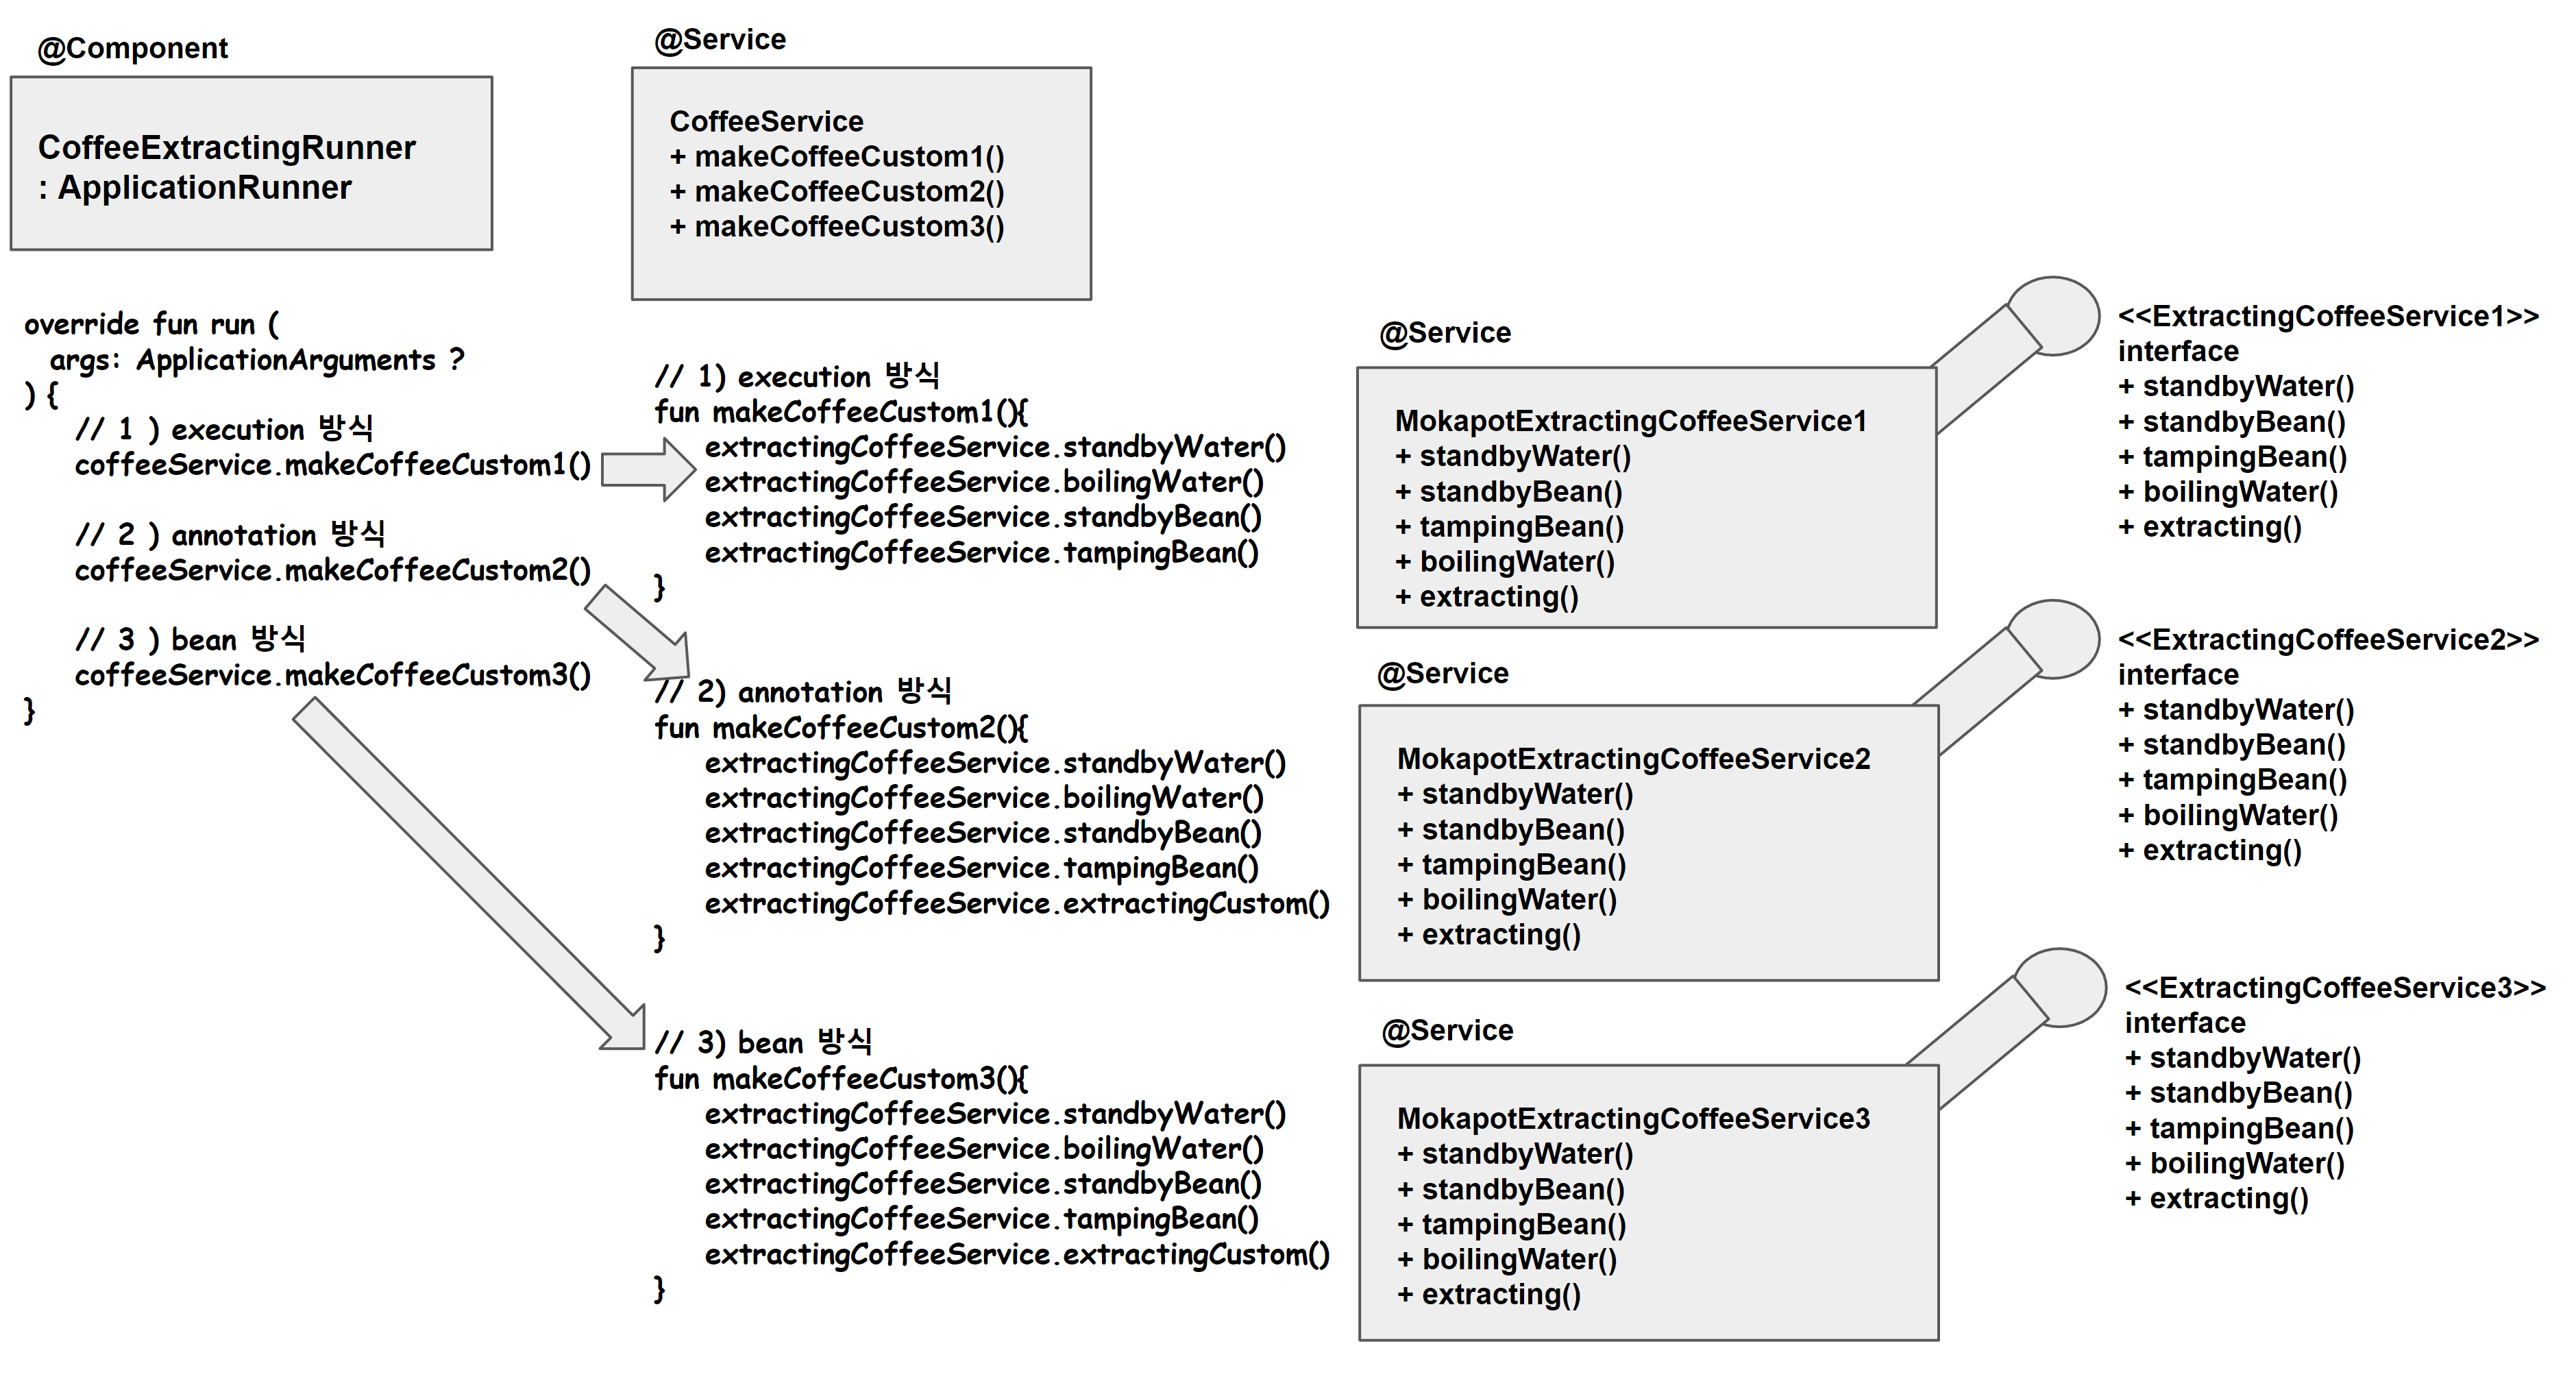 @Component
CoffeeExtractingRunner
: ApplicationRunner
override fun run (
args: ApplicationArguments ?
) {
// 1 ) execution 방식
coffeeService.makeCoffeeCustom1()
// 2 ) annotation 방식
coffeeService.makeCoffeeCustom2()
// 3 ) bean 방식
coffeeService.makeCoffeeCustom3()
}
@Service
CoffeeService
+ makeCoffeeCustom1()
+ makeCoffeeCustom2()
+ makeCoffeeCustom3()
// 1) execution 방식
fun makeCoffeeCustom1(){
extractingCoffeeService.standbyWater()
extractingCoffeeService.boilingWater()
extractingCoffeeService.standbyBean()
extractingCoffeeService.tampingBean()
}
// 2) annotation 방식
fun makeCoffeeCustom2(){
extractingCoffeeService.standbyWater()
extractingCoffeeService.boilingWater()
extractingCoffeeService.standbyBean()
extractingCoffeeService.tampingBean()
extractingCoffeeService.extractingCustom()
}
// 3) bean 방식
fun makeCoffeeCustom3(){
extractingCoffeeService.standbyWater()
extractingCoffeeService.boilingWater()
extractingCoffeeService.standbyBean()
extractingCoffeeService.tampingBean()
extractingCoffeeService.extractingCustom()
}
@Service
MokapotExtractingCoffeeService1
+ standbyWater()
+ standbyBean()
+ tampingBean()
+ boilingWater()
+ extracting()
@Service
MokapotExtractingCoffeeService2
+ standbyWater()
+ standbyBean()
+ tampingBean()
+ boilingWater()
+ extracting()
@Service
MokapotExtractingCoffeeService3
+ standbyWater()
+ standbyBean()
+ tampingBean()
+ boilingWater()
+ extracting()
<<ExtractingCoffeeService1>>
interface
+ standbyWater()
+ standbyBean()
+ tampingBean()
+ boilingWater()
+ extracting()
<<ExtractingCoffeeService2>>
interface
+ standbyWater()
+ standbyBean()
+ tampingBean()
+ boilingWater()
+ extracting()
<<ExtractingCoffeeService3>>
interface
+ standbyWater()
+ standbyBean()
+ tampingBean()
+ boilingWater()
+ extracting()